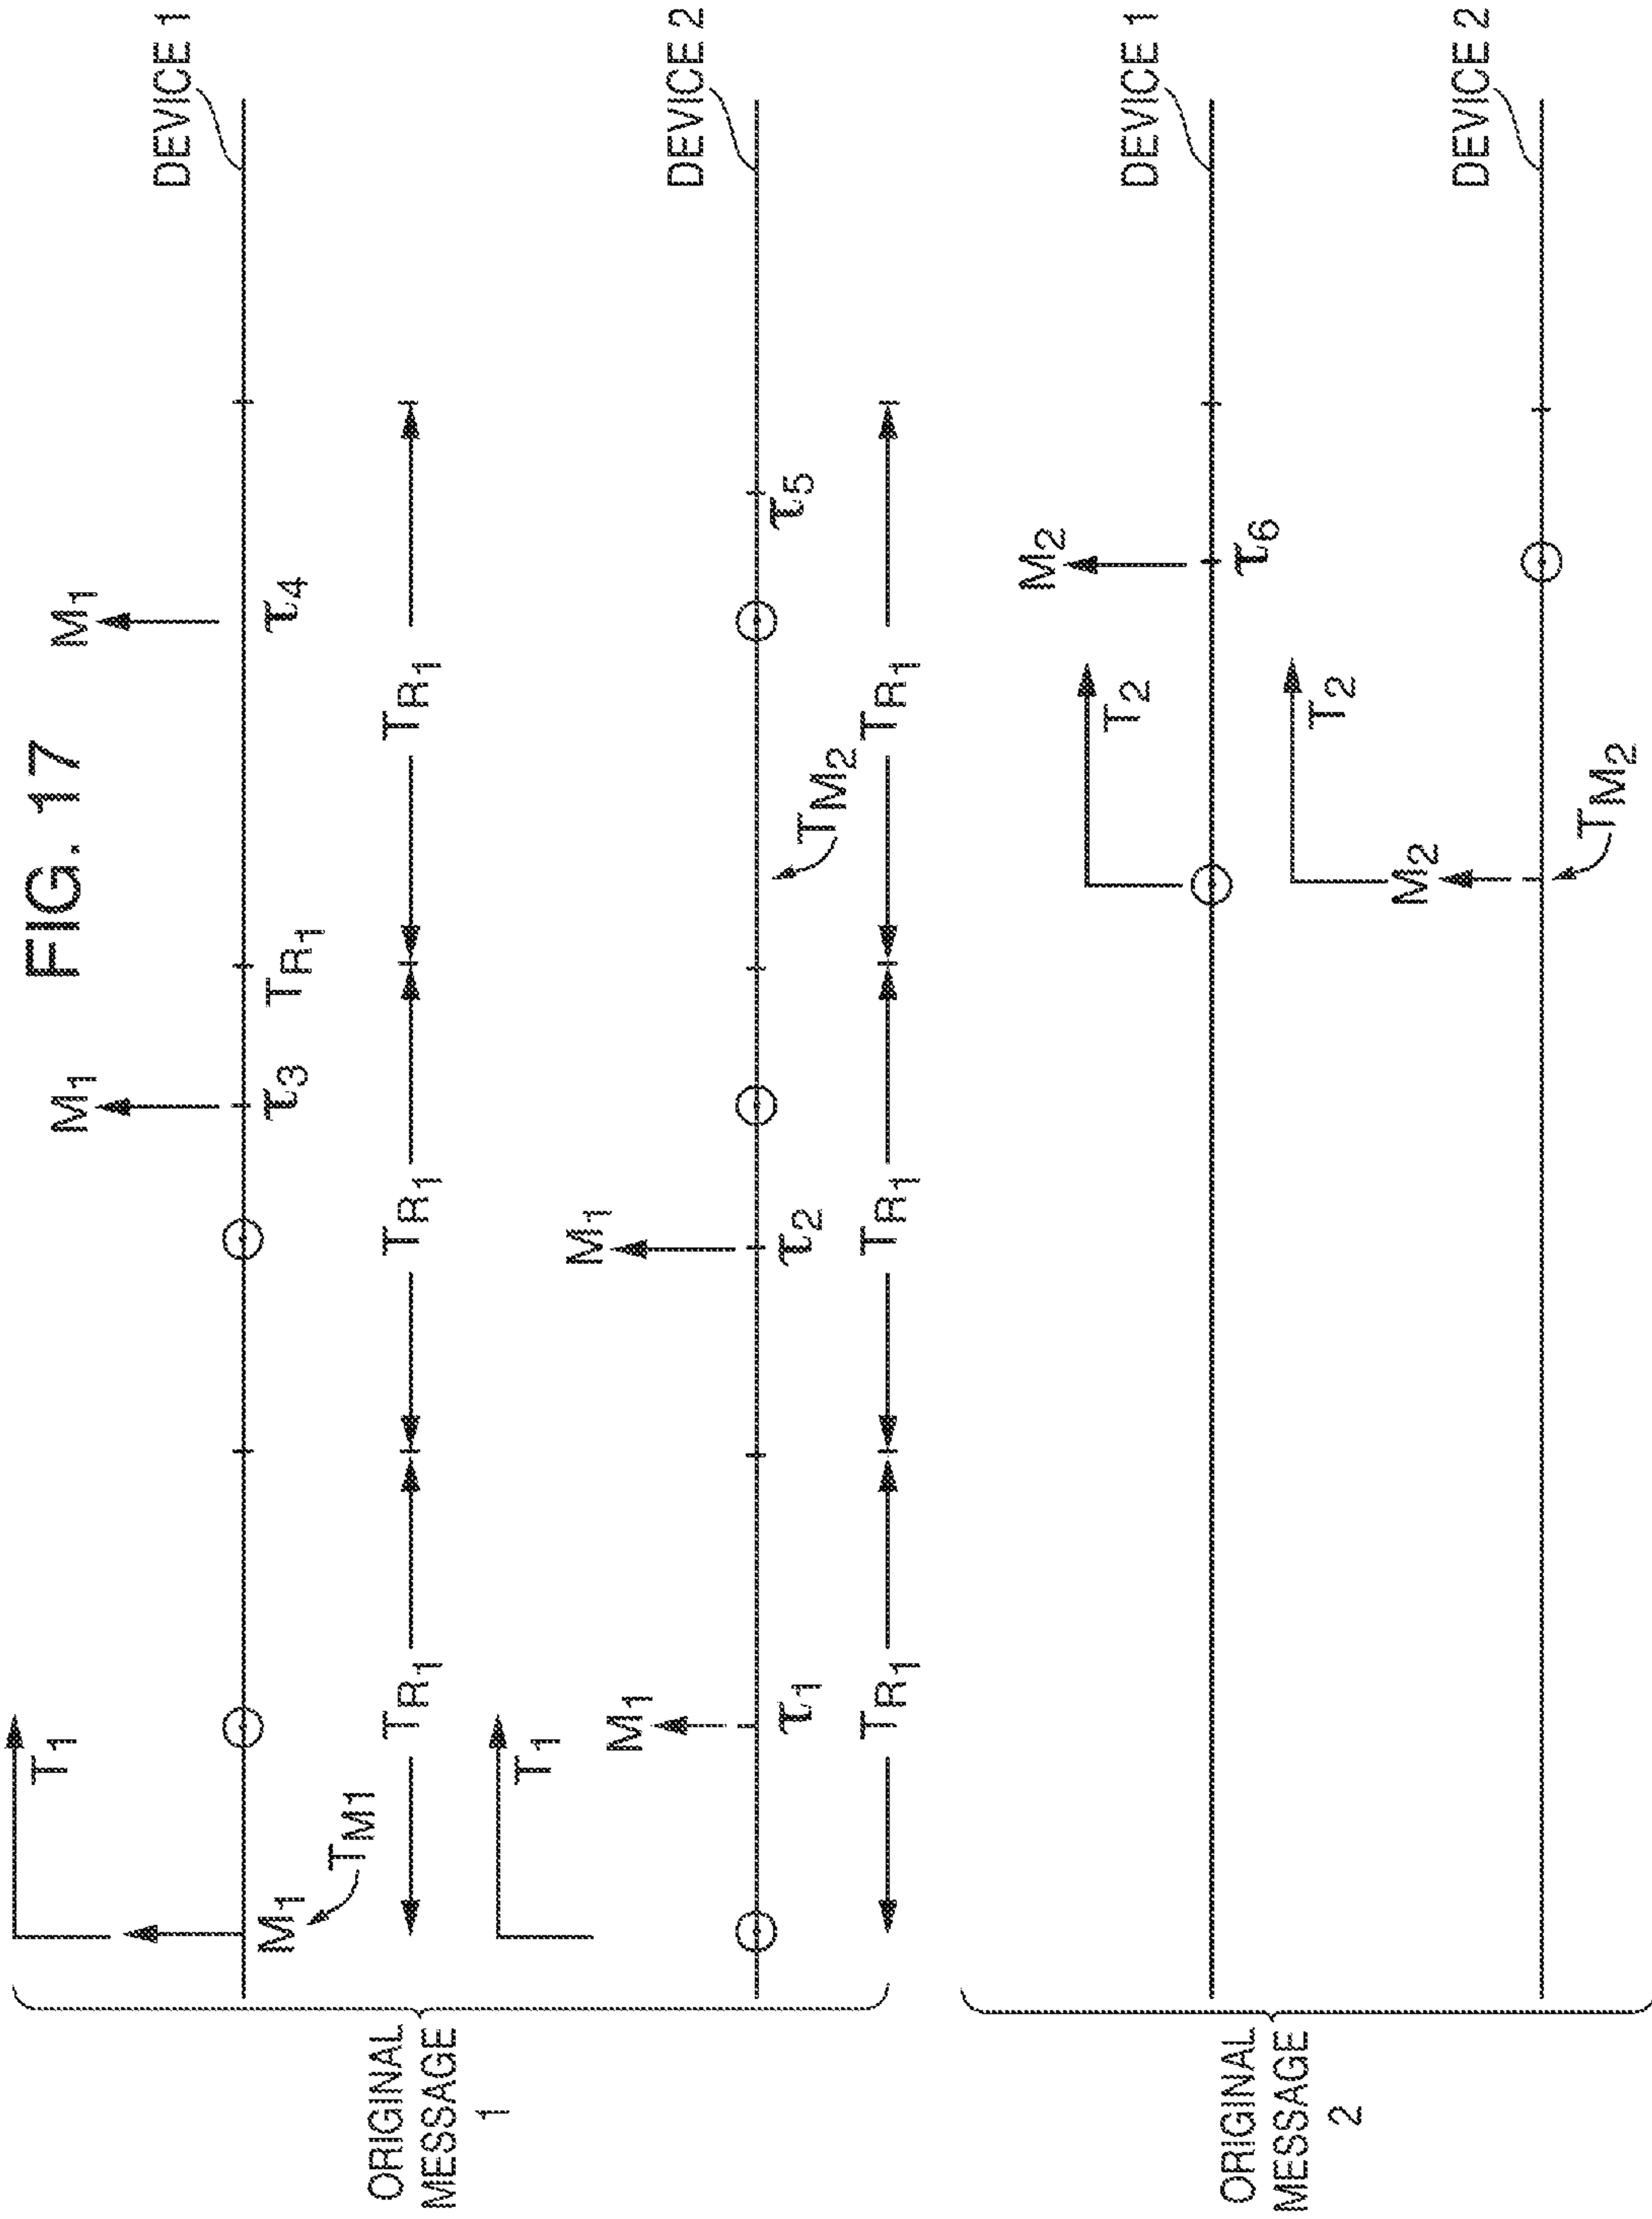 FIG. 17
T1
M1
TM1
M1
τ3
TR1
M1
τ4
DEVICE 1
TR1
TR1
TR1
ORIGINAL
MESSAGE
1
T1
M1
τ1
M1
τ2
TM2
τ5
DEVICE 2
TR1
TR1
TR1
ORIGINAL
MESSAGE
2
T2
M2
τ6
DEVICE 1
T2
M2
TM2
DEVICE 2